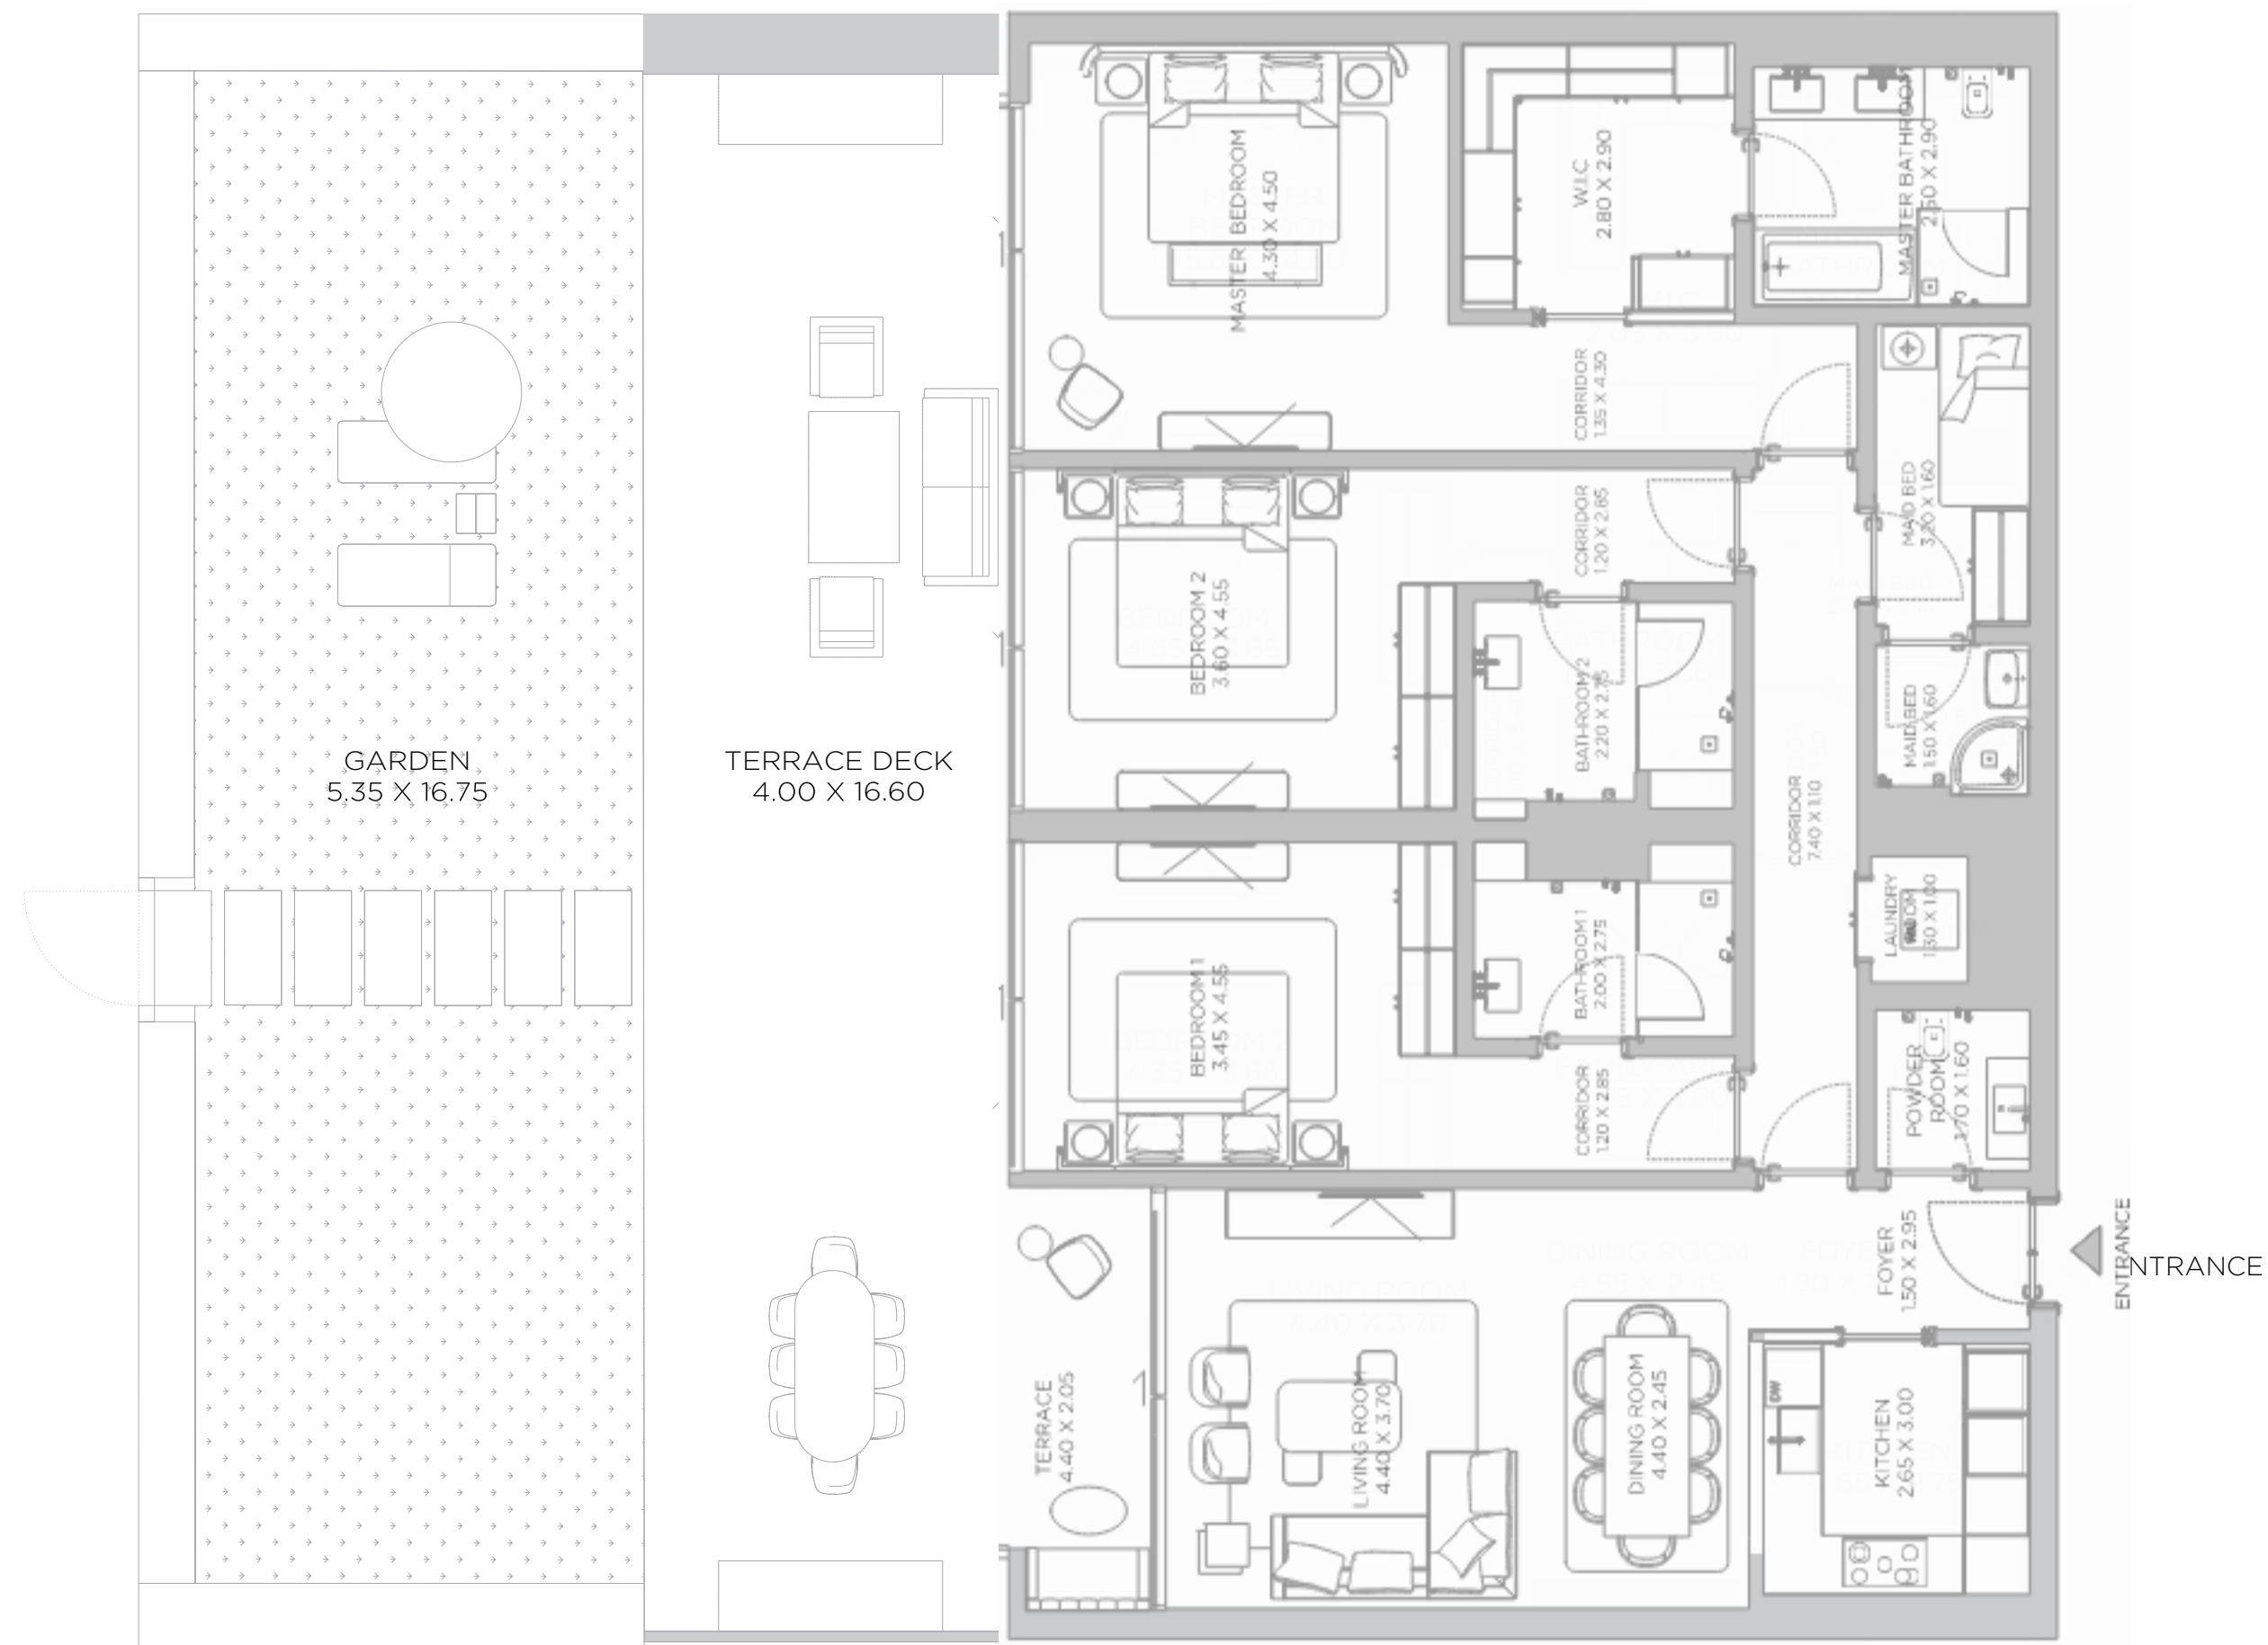 GARDEN
5.35 X 16.75
TERRACE DECK
4.00 X 16.60
MASTER BEDROOM
4.30 X 4.50
W.I.C.
2.80 X 2.90
MASTER BATHROOM
2.50 X 2.90
CORRIDOR
1.35 X 4.30
BEDROOM 2
3.60 X 4.55
CORRIDOR
1.20 X 2.85
MAID BED
3.20 X 1.60
BATHROOM 2
2.20 X 2.75
MAID BED
1.50 X 1.60
CORRIDOR
7.40 X 1.10
BEDROOM 1
3.45 X 4.55
BATHROOM 1
2.00 X 2.75
LAUNDRY
ROOM
1.30 X 1.00
CORRIDOR
1.20 X 2.85
POWDER
ROOM
1.70 X 1.60
FOYER
1.50 X 2.95
ENTRANCE
NTRANCE
TERRACE
4.40 X 2.05
LIVING ROOM
4.40 X 3.70
DINING ROOM
4.40 X 2.45
DW
KITCHEN
2.65 X 3.00